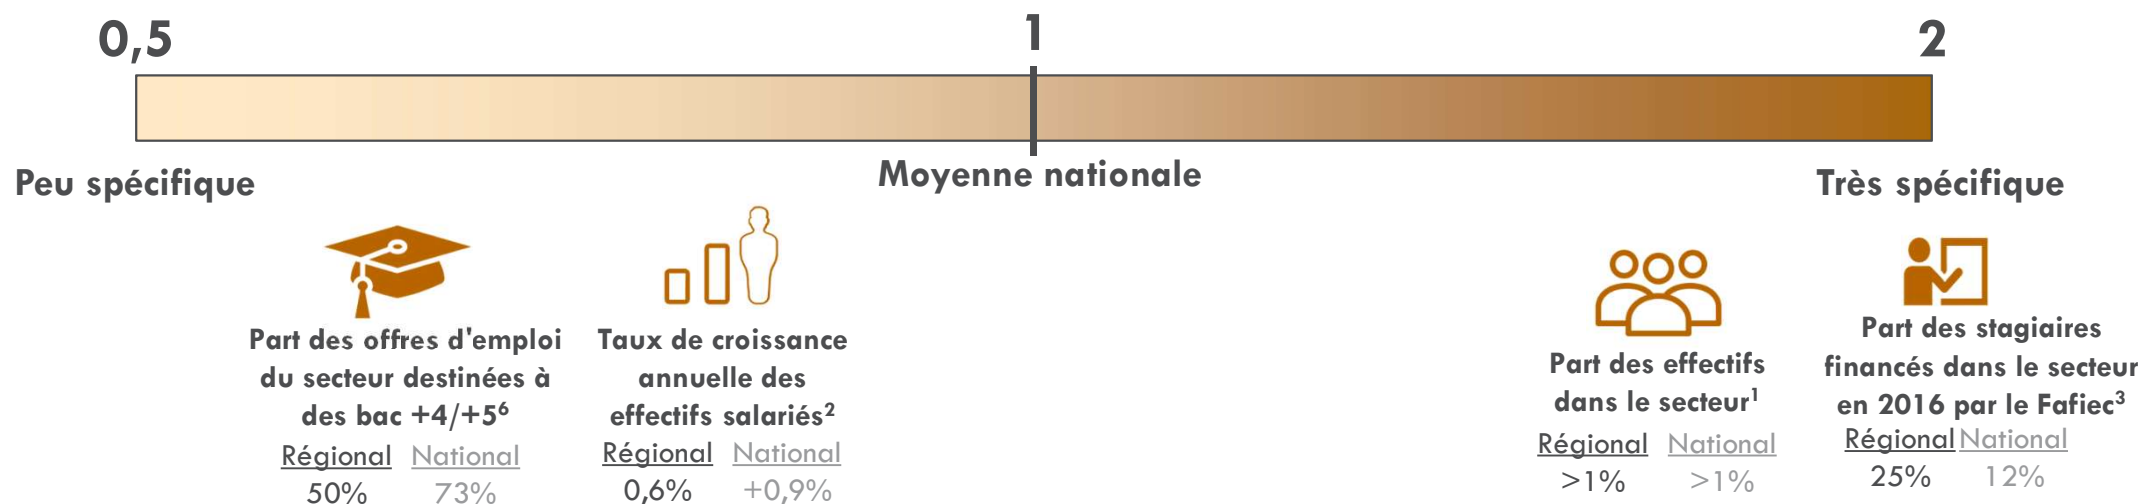 0,5
1
2
Peu spécifique
Moyenne nationale
Très spécifique
Part des offres d'emploi
du secteur destinées à
des bac +4/+5⁶
Régional National
50% 73%
Taux de croissance
annuelle des
effectifs salariés²
Régional National
0,6% +0,9%
Part des effectifs
dans le secteur¹
Régional National
>1% >1%
Part des stagiaires
financés dans le secteur
en 2016 par le Fafiec³
Régional National
25% 12%